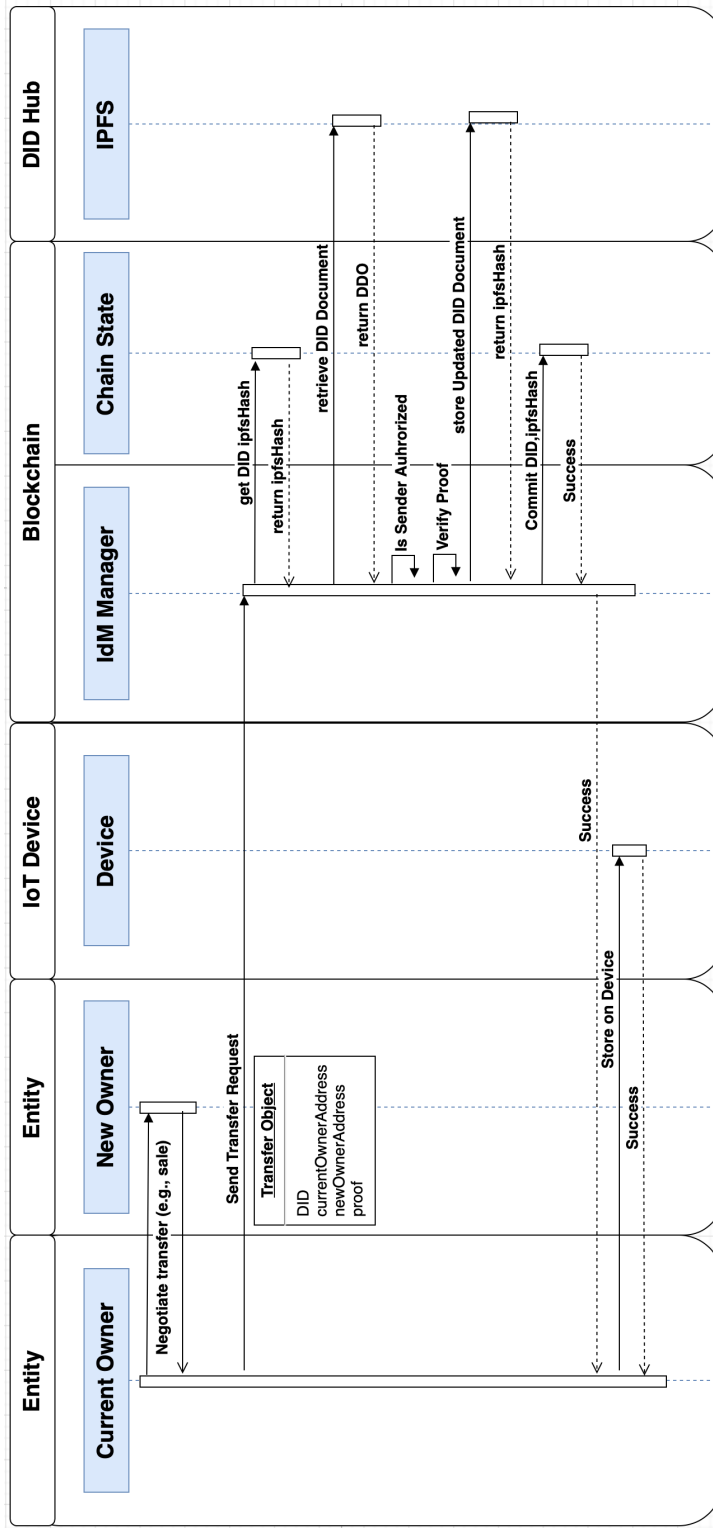 Entity
Entity
IoT Device
Blockchain
DID Hub
Current Owner
New Owner
Device
IdM Manager
Chain State
IPFS
Negotiate transfer (e.g., sale)
Send Transfer Request
Transfer Object
DID
currentOwnerAddress
newOwnerAddress
proof
get DID ipfsHash
return ipfsHash
retrieve DID Document
return DDO
Is Sender Auhrorized
Verify Proof
store Updated DID Document
return ipfsHash
Commit DID,ipfsHash
Success
Success
Store on Device
Success